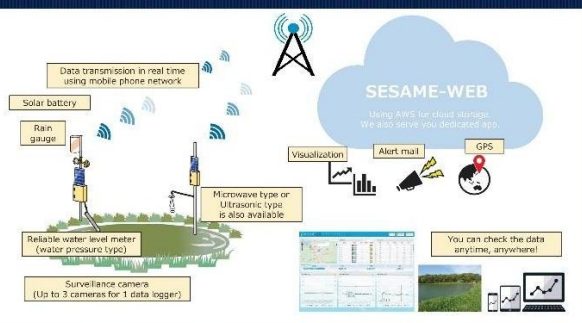 Data transmission in real time
using mobile phone network
Solar battery
Rain
gauge
Microwave type or
Ultrasonic type
is also available
Reliable water level meter
(water pressure type)
Surveillance camera
(Up to 3 cameras for 1 data logger)
SESAME-WEB
Using AWS for cloud storage.
We also serve you dedicated app.
Visualization
Alert mail
GPS
You can check the data
anytime, anywhere!